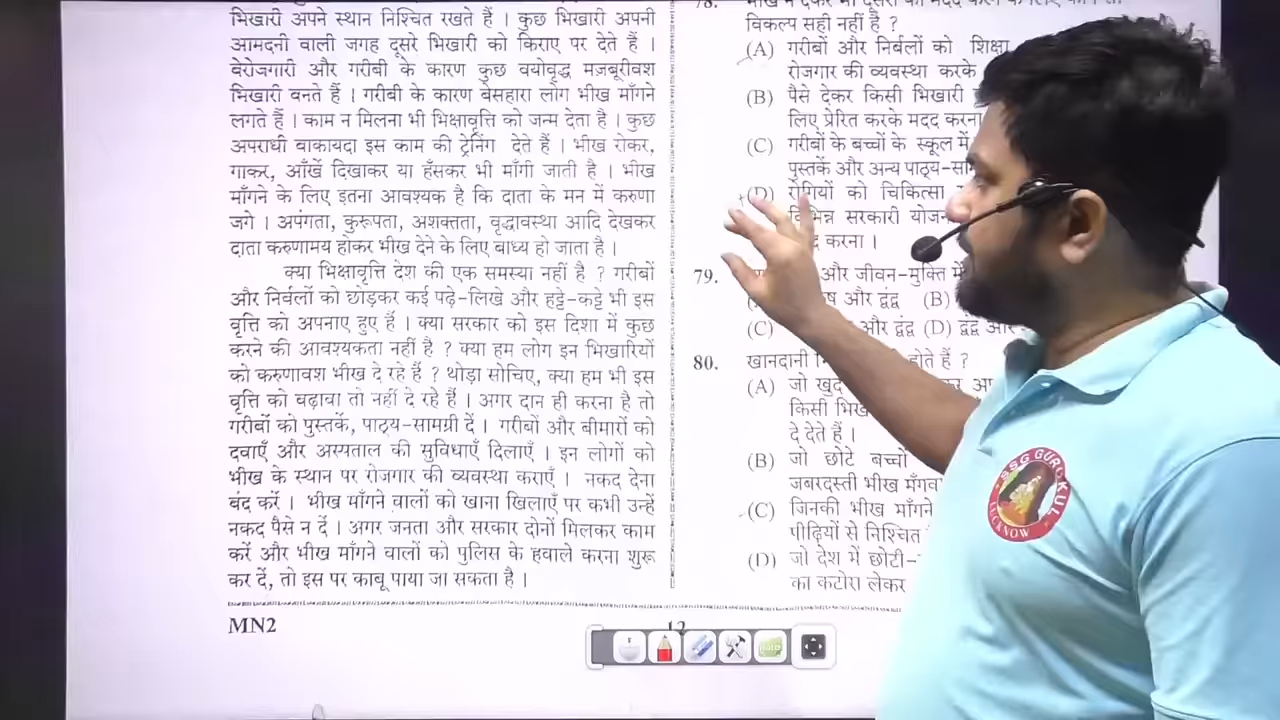 भिखारी अपने स्थान निश्चित रखते हैं । कुछ भिखारी अपनी
आमदनी वाली जगह दूसरे भिखारी को किराए पर देते हैं ।
बेरोजगारी और गरीबी के कारण कुछ वयोवृद्ध मजबूरीवश
भिखारी बनते हैं । गरीबी के कारण बेसहारा लोग भीख माँगने
लगते हैं । काम न मिलना भी भिक्षावृत्ति को जन्म देता है । कुछ
अपराधी बाकायदा इस काम की ट्रेनिंग देते हैं । भीख रोकर,
गाकर, आँखें दिखाकर या हँसकर भी माँगी जाती है । भीख
माँगने के लिए इतना आवश्यक है कि दाता के मन में करुणा
जगे । अपंगता, कुरूपता, अशक्तता, वृद्धावस्था आदि देखकर
दाता करुणामय होकर भीख देने के लिए बाध्य हो जाता है ।
क्या भिक्षावृत्ति देश की एक समस्या नहीं है ? गरीबों
और निर्बलों को छोड़कर कई पढ़े-लिखे और हट्टे-कट्टे भी इस
वृत्ति को अपनाए हुए हैं । क्या सरकार को इस दिशा में कुछ
करने की आवश्यकता नहीं है ? क्या हम लोग इन भिखारियों
को करुणावश भीख दे रहे हैं ? थोड़ा सोचिए, क्या हम भी इस
वृत्ति को बढ़ावा तो नहीं दे रहे हैं । अगर दान ही करना है तो
गरीबों को पुस्तकें, पाठ्य-सामग्री दें । गरीबों और बीमारों को
दवाएँ और अस्पताल की सुविधाएँ दिलाएँ । इन लोगों को
भीख के स्थान पर रोजगार की व्यवस्था कराएँ । नकद देना
बंद करें । भीख माँगने वालों को खाना खिलाएँ पर कभी उन्हें
नकद पैसे न दें । अगर जनता और सरकार दोनों मिलकर काम
करें और भीख माँगने वालों को पुलिस के हवाले करना शुरू
कर दें, तो इस पर काबू पाया जा सकता है ।
MN2
12
78.
विकल्प सही नहीं है ?
(A) गरीबों और निर्बलों को शिक्षा
रोजगार की व्यवस्था करके
(B) पैसे देकर किसी भिखारी
लिए प्रेरित करके मदद करना
(C) गरीबों के बच्चों के स्कूल में
पुस्तकें और अन्य पाठ्य-सा
(D) रोगियों को चिकित्सा
सरकारी
करना ।
79. और जीवन-मुक्ति में
और द्वंद्व (B)
(C) और द्वंद्व (D) द्वंद्व और
80. खानदानी होते हैं ?
(A) जो खुद
किसी
दे देते हैं ।
(B) जो छोटे बच्चों
जबरदस्ती भीख
(C) जिनकी भीख माँगने
पीढ़ियों से निश्चित
(D) जो देश में छोटी-
का कटोरा लेकर
SSG GURUKUL
LUCKNOW